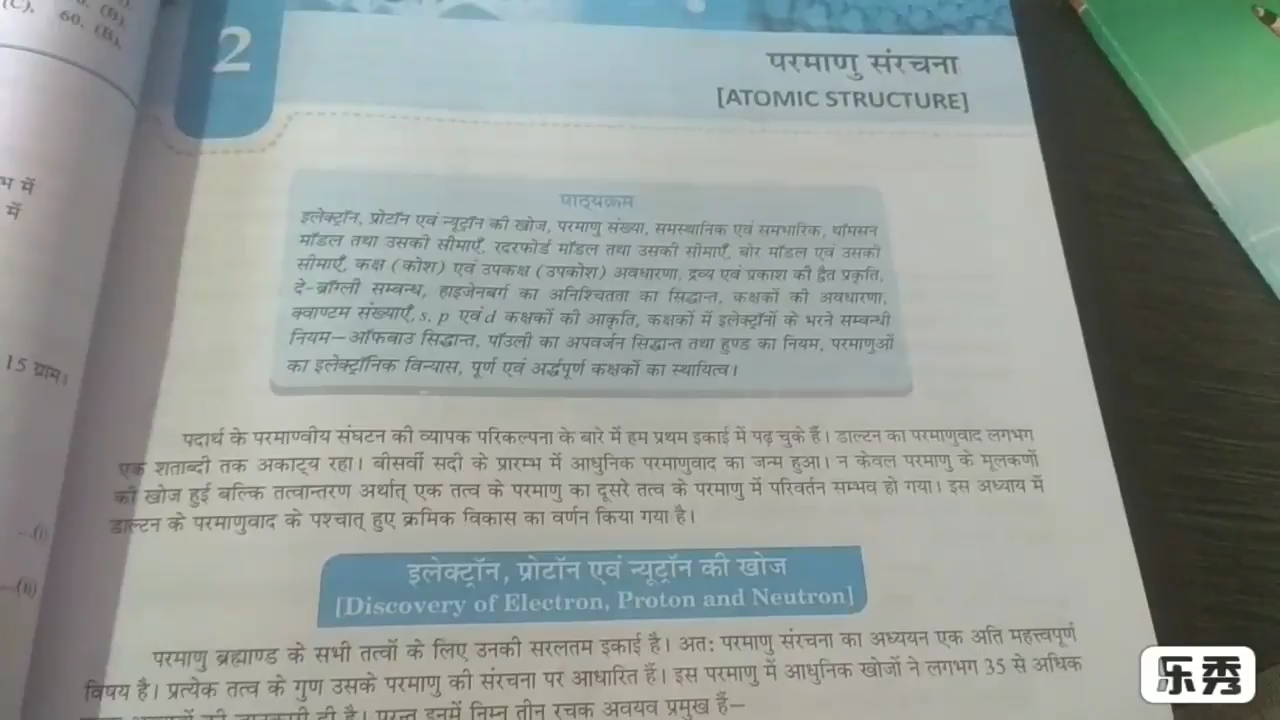 (C).
60. (B).
भ में
में
15 ग्राम।
...(i)
...(ii)
2
परमाणु संरचना
[ATOMIC STRUCTURE]
पाठ्यक्रम
इलेक्ट्रॉन, प्रोटॉन एवं न्यूट्रॉन की खोज, परमाणु संख्या, समस्थानिक एवं समभारिक, थॉमसन
मॉडल तथा उसकी सीमाएँ, रदरफोर्ड मॉडल तथा उसकी सीमाएँ, बोर मॉडल एवं उसकी
सीमाएँ, कक्ष (कोश) एवं उपकक्ष (उपकोश) अवधारणा, द्रव्य एवं प्रकाश की द्वैत प्रकृति,
दे-ब्रॉग्ली सम्बन्ध, हाइजेनबर्ग का अनिश्चितता का सिद्धान्त, कक्षकों की अवधारणा,
क्वाण्टम संख्याएँ, s, p एवं d कक्षकों की आकृति, कक्षकों में इलेक्ट्रॉनों के भरने सम्बन्धी
नियम—ऑफबाउ सिद्धान्त, पॉउली का अपवर्जन सिद्धान्त तथा हुण्ड का नियम, परमाणुओं
का इलेक्ट्रॉनिक विन्यास, पूर्ण एवं अर्द्धपूर्ण कक्षकों का स्थायित्व।
पदार्थ के परमाण्वीय संघटन की व्यापक परिकल्पना के बारे में हम प्रथम इकाई में पढ़ चुके हैं। डाल्टन का परमाणुवाद लगभग
एक शताब्दी तक अकाट्य रहा। बीसवीं सदी के प्रारम्भ में आधुनिक परमाणुवाद का जन्म हुआ। न केवल परमाणु के मूलकणों
की खोज हुई बल्कि तत्वान्तरण अर्थात् एक तत्व के परमाणु का दूसरे तत्व के परमाणु में परिवर्तन सम्भव हो गया। इस अध्याय में
डाल्टन के परमाणुवाद के पश्चात् हुए क्रमिक विकास का वर्णन किया गया है।
इलेक्ट्रॉन, प्रोटॉन एवं न्यूट्रॉन की खोज
[Discovery of Electron, Proton and Neutron]
परमाणु ब्रह्माण्ड के सभी तत्वों के लिए उनकी सरलतम इकाई है। अतः परमाणु संरचना का अध्ययन एक अति महत्त्वपूर्ण
विषय है। प्रत्येक तत्व के गुण उसके परमाणु की संरचना पर आधारित हैं। इस परमाणु में आधुनिक खोजों ने लगभग 35 से अधिक
की जानकारी दी है। परन्तु इनमें निम्न तीन रचक अवयव प्रमुख हैं—
乐秀